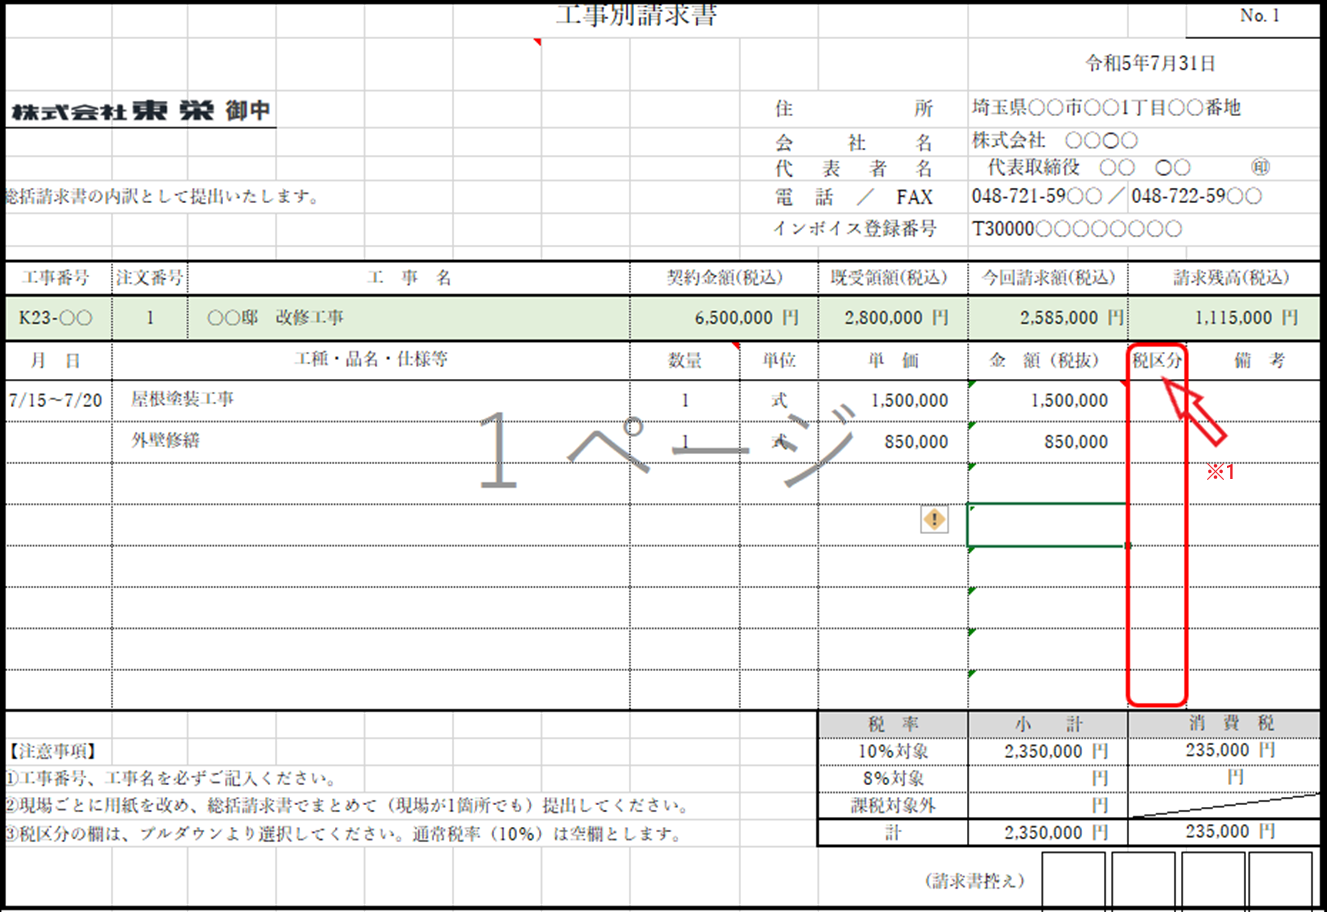 工事別請求書
No. 1
令和5年7月31日
株式会社 東 栄 御中
住 所 埼玉県〇〇市〇〇1丁目〇〇番地
会 社 名 株式会社 〇〇〇〇
代 表 者 名 代表取締役 〇〇 〇〇 ㊞
総括請求書の内訳として提出いたします。
電 話 ／ FAX 048-721-59〇〇 ／ 048-722-59〇〇
インボイス登録番号 T30000〇〇〇〇〇〇〇〇
工事番号 注文番号 工 事 名 契約金額(税込) 既受領額(税込) 今回請求額(税込) 請求残高(税込)
K23-〇〇 1 〇〇邸 改修工事 6,500,000 円 2,800,000 円 2,585,000 円 1,115,000 円
月 日 工種・品名・仕様等 数量 単位 単 価 金 額（税抜） 税区分 備 考
7/15～7/20 屋根塗装工事 1 式 1,500,000 1,500,000
外壁修繕 1 式 850,000 850,000
1 ページ
※1
税 率 小 計 消 費 税
【注意事項】 10%対象 2,350,000 円 235,000 円
①工事番号、工事名を必ずご記入ください。 8%対象 円 円
②現場ごとに用紙を改め、総括請求書でまとめて（現場が1箇所でも）提出してください。 課税対象外 円
③税区分の欄は、プルダウンより選択してください。通常税率（10%）は空欄とします。 計 2,350,000 円 235,000 円
（請求書控え）